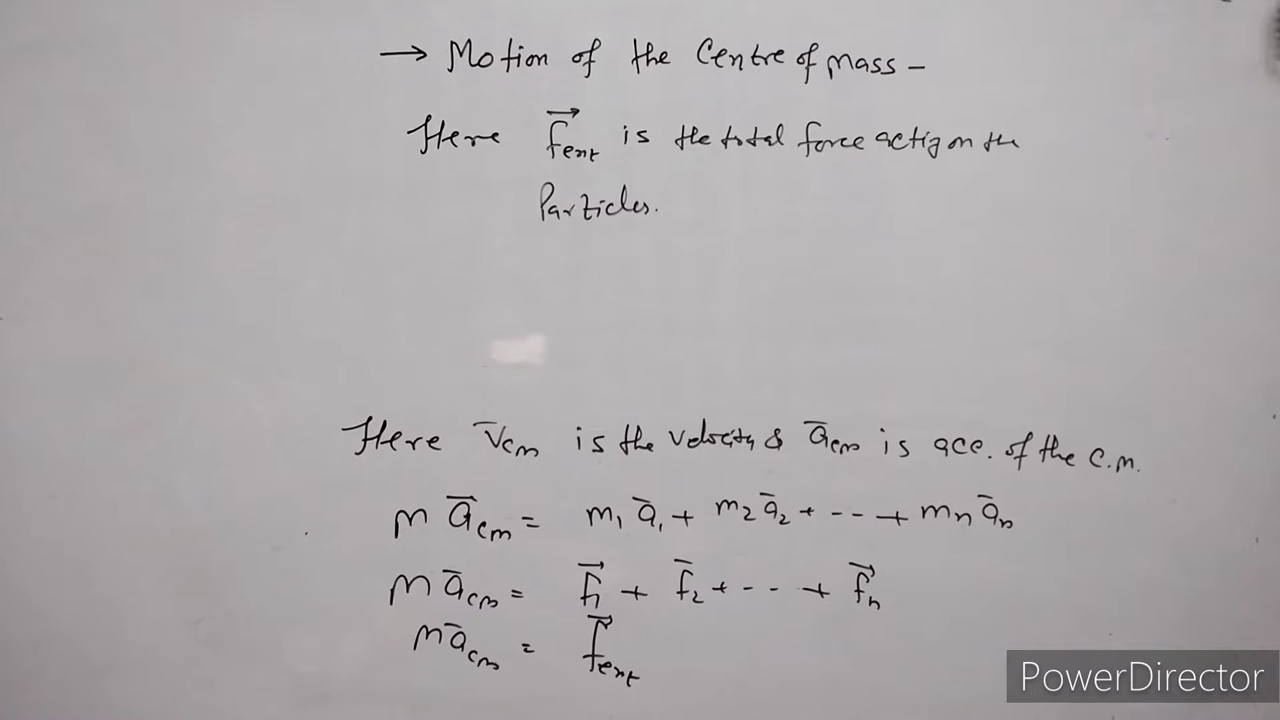 → Motion of the Centre of mass –
Here f⃗ext is the total force actig on the
Particles.
Here v̄cm is the velocity & ācm is acc. of the c.m.
M ācm = m₁ ā₁ + m₂ ā₂ + - - - + mn ān
M ācm = f⃗₁ + f̄₂ + - - - + f⃗n
M ācm = f⃗ext
PowerDirector